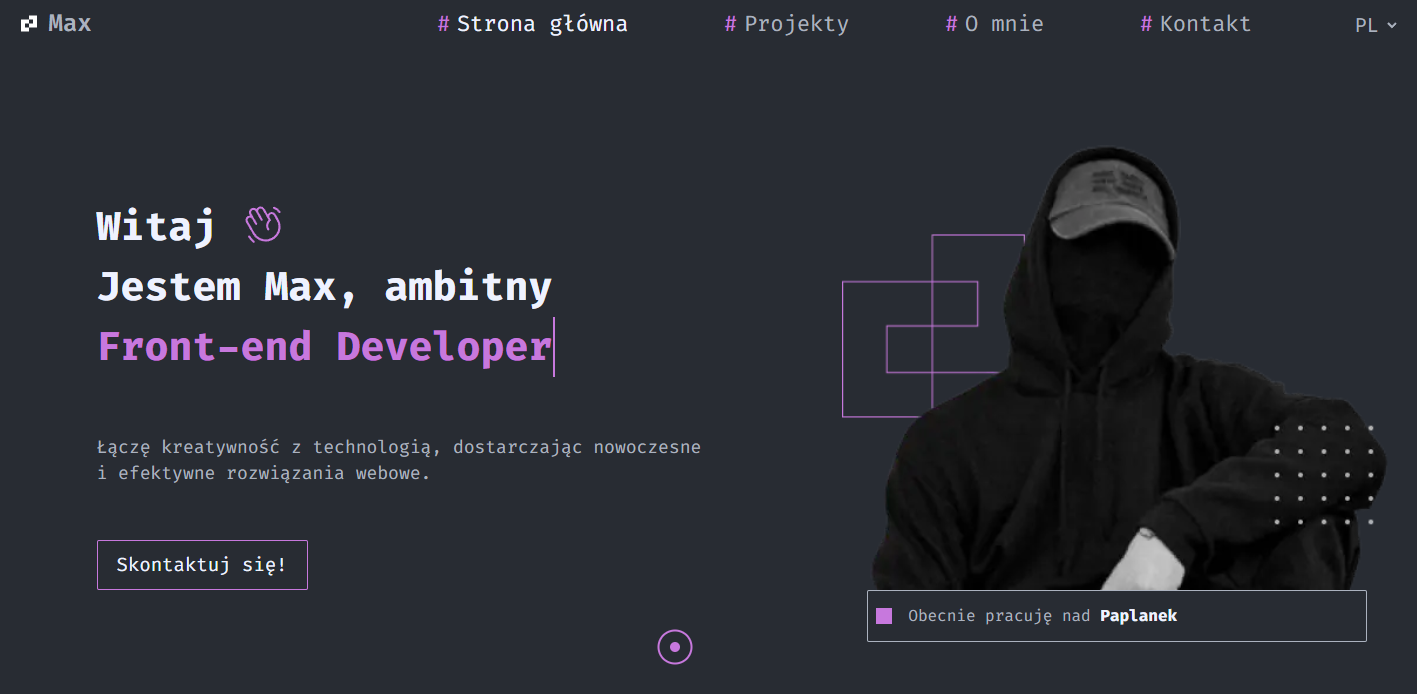 Max
# Strona główna
# Projekty
# O mnie
# Kontakt
PL
Witaj
Jestem Max, ambitny
Front-end Developer
Łączę kreatywność z technologią, dostarczając nowoczesne
i efektywne rozwiązania webowe.
Skontaktuj się!
Obecnie pracuję nad Paplanek